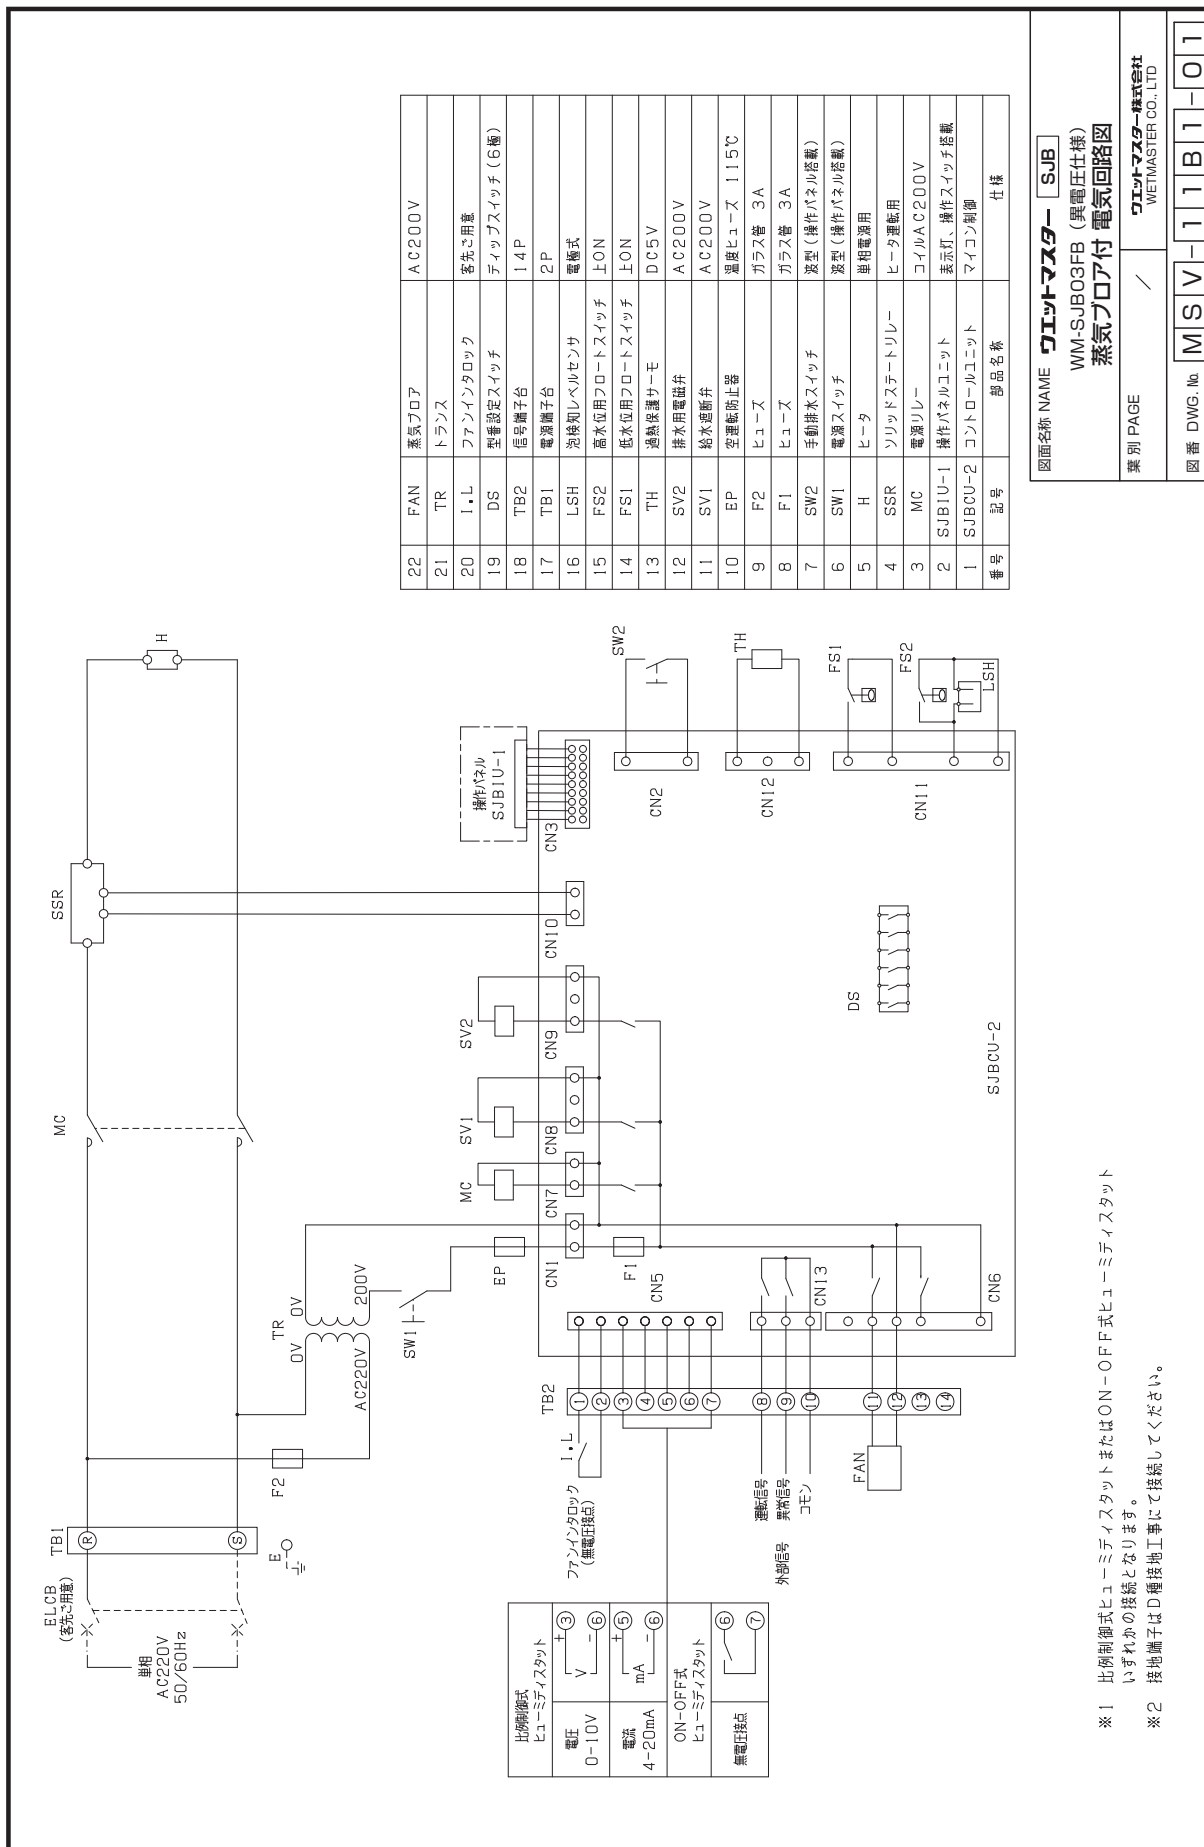 ELCB
(客先ご用意)
単相
AC220V
50/60Hz
TB1
R
S
E
F2
TR
0V
0V
AC220V
200V
SW1
MC
SSR
H
EP
MC
SV1
SV2
操作パネル
SJBIU-1
CN1
CN7
CN8
CN9
CN10
CN3
F1
CN5
CN13
CN6
DS
SJBCU-2
CN2
SW2
CN12
TH
CN11
FS1
FS2
LSH
TB2
1
2
3
4
5
6
7
8
9
10
11
12
13
14
I.L
ファンインタロック
(無電圧接点)
運転信号
異常信号
コモン
外部信号
FAN
比例制御式
ヒューミディスタット
電圧
0-10V
+
V
-
3
6
電流
4-20mA
+
mA
-
5
6
ON-OFF式
ヒューミディスタット
無電圧接点
6
7
※1 比例制御式ヒューミディスタットまたはON-OFF式ヒューミディスタット
いずれかの接続となります。
※2 接地端子はD種接地工事にて接続してください。
22 FAN 蒸気ブロア AC200V
21 TR トランス
20 I.L ファンインタロック 客先ご用意
19 DS 型番設定スイッチ ディップスイッチ(6極)
18 TB2 信号端子台 14P
17 TB1 電源端子台 2P
16 LSH 泡検知レベルセンサ 電極式
15 FS2 高水位用フロートスイッチ 上ON
14 FS1 低水位用フロートスイッチ 上ON
13 TH 過熱保護サーモ DC5V
12 SV2 排水用電磁弁 AC200V
11 SV1 給水遮断弁 AC200V
10 EP 空運転防止器 温度ヒューズ 115℃
9 F2 ヒューズ ガラス管 3A
8 F1 ヒューズ ガラス管 3A
7 SW2 手動排水スイッチ 波型(操作パネル搭載)
6 SW1 電源スイッチ 波型(操作パネル搭載)
5 H ヒータ 単相電源用
4 SSR ソリッドステートリレー ヒータ運転用
3 MC 電源リレー コイルAC200V
2 SJBIU-1 操作パネルユニット 表示灯、操作スイッチ搭載
1 SJBCU-2 コントロールユニット マイコン制御
番号 記号 部品名称 仕様
図面名称 NAME ウエットマスター SJB
WM-SJB03FB(異電圧仕様)
蒸気ブロア付 電気回路図
葉別 PAGE /
ウエットマスター株式会社
WETMASTER CO., LTD
図番 DWG. No. MSV-11B1-01